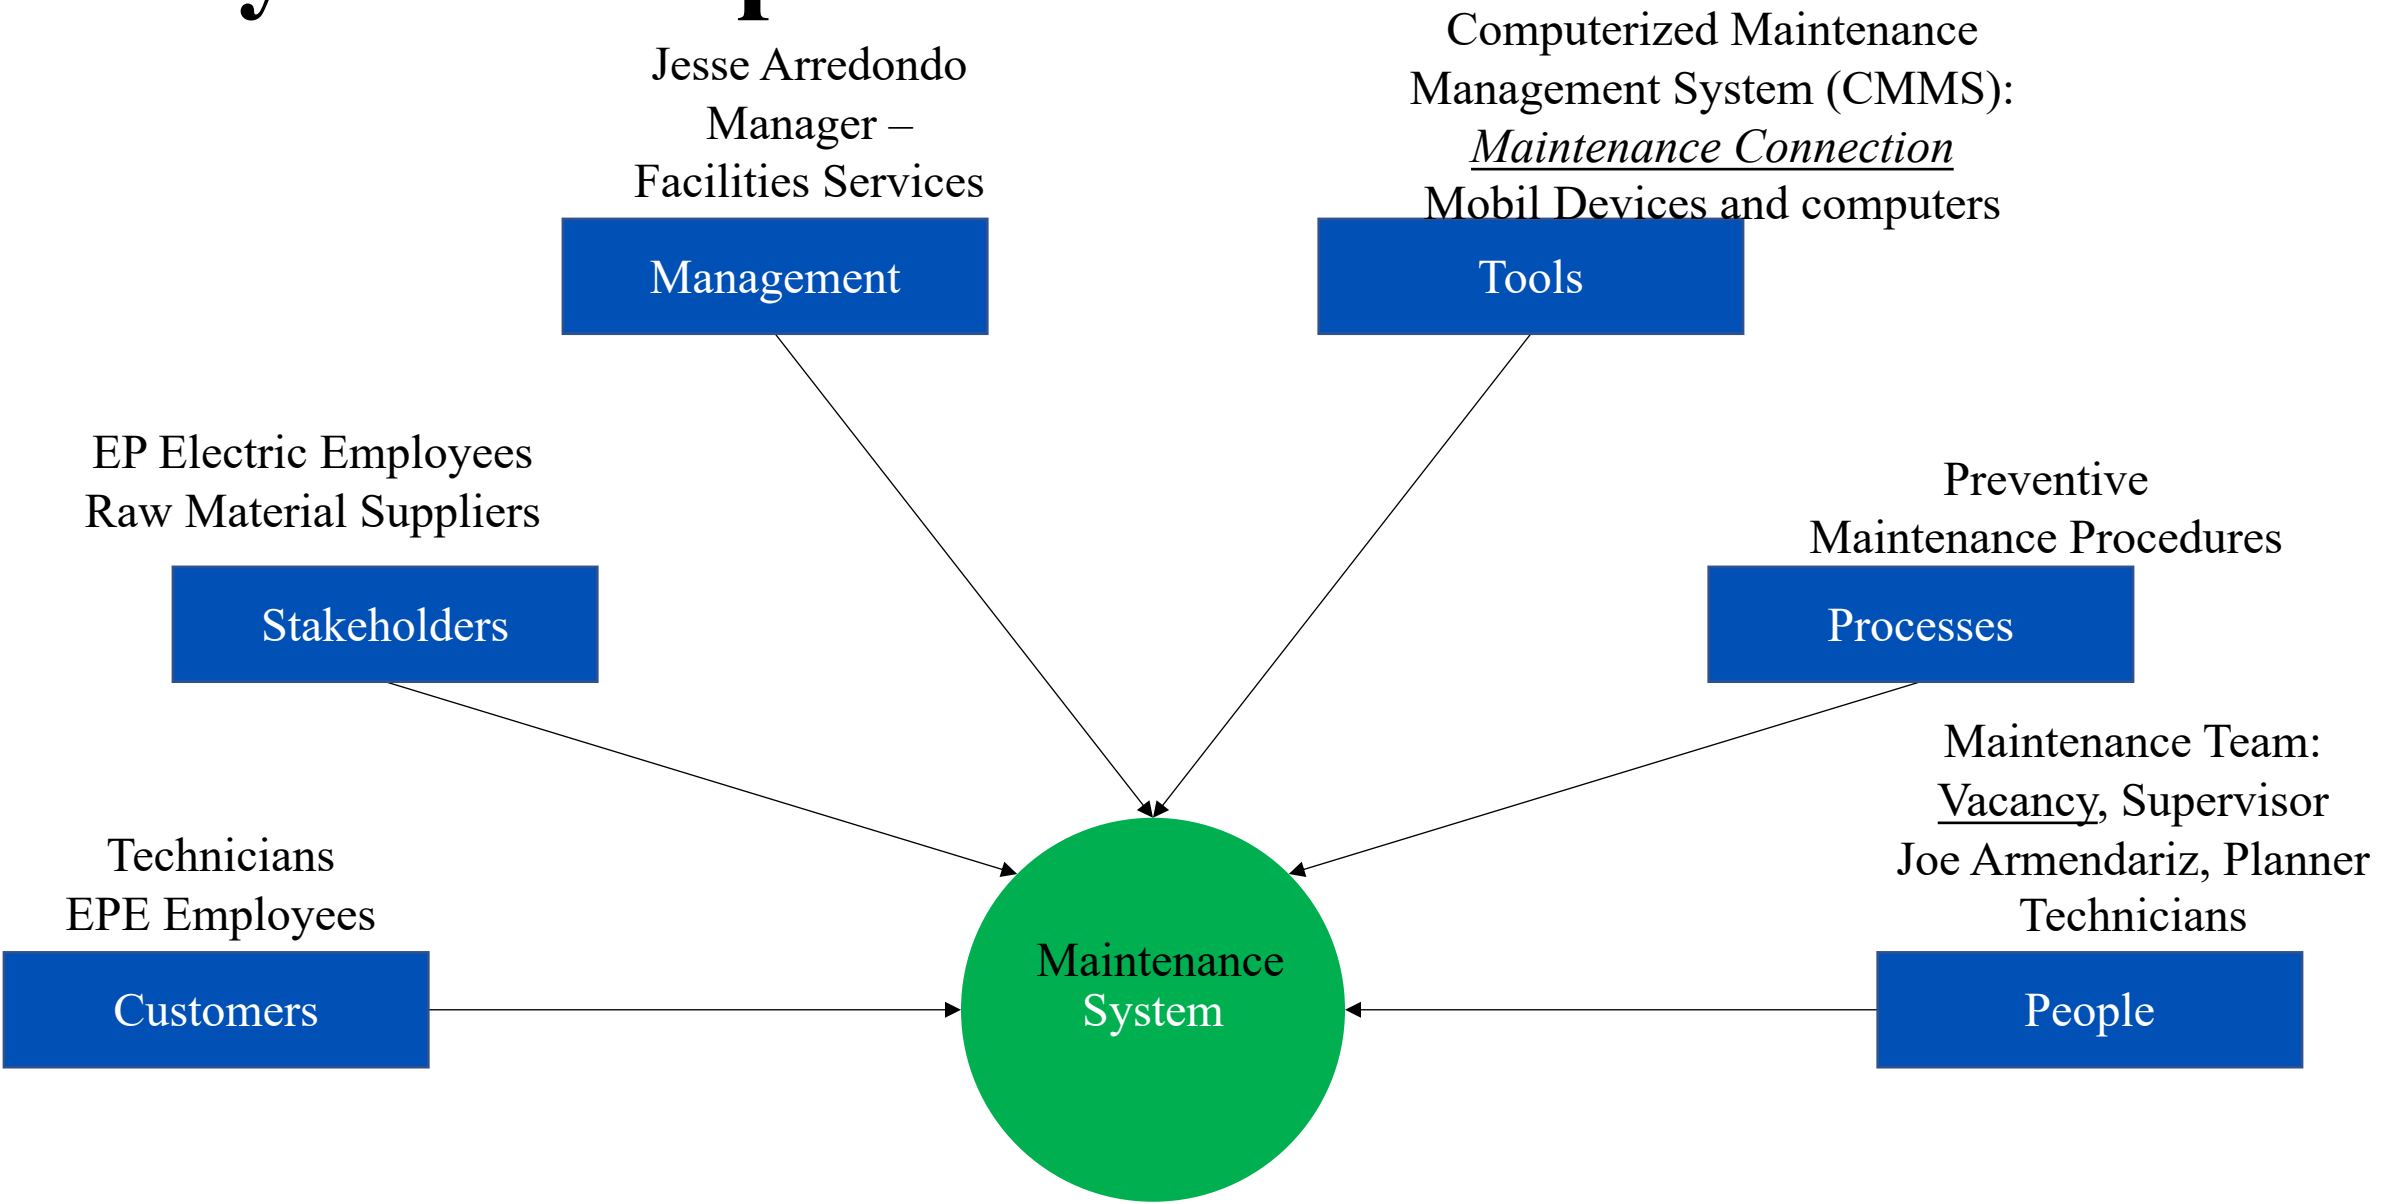 Jesse Arredondo
Manager –
Facilities Services
Management
Computerized Maintenance
Management System (CMMS):
Maintenance Connection
Mobil Devices and computers
Tools
EP Electric Employees
Raw Material Suppliers
Stakeholders
Preventive
Maintenance Procedures
Processes
Technicians
EPE Employees
Customers
Maintenance Team:
Vacancy, Supervisor
Joe Armendariz, Planner
Technicians
People
Maintenance
System